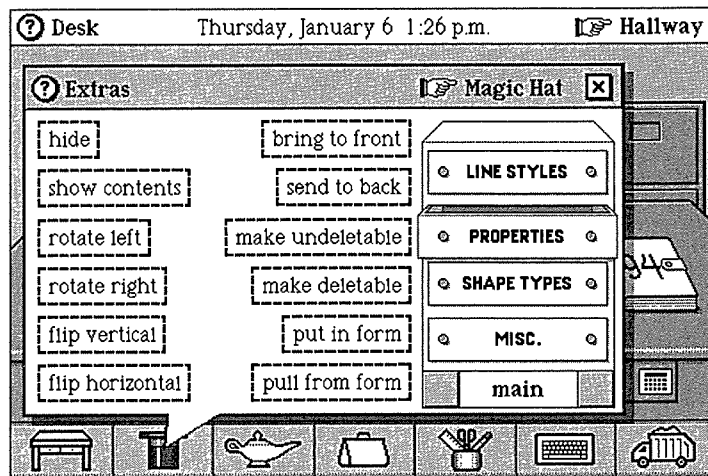 ? Desk Thursday, January 6 1:26 p.m. Hallway
? Extras Magic Hat X
hide
show contents
rotate left
rotate right
flip vertical
flip horizontal
bring to front
send to back
make undeletable
make deletable
put in form
pull from form
LINE STYLES
PROPERTIES
SHAPE TYPES
MISC.
main
94